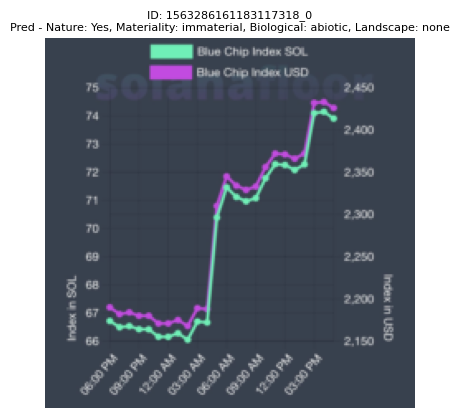 ID: 1563286161183117318_0
Pred - Nature: Yes, Materiality: immaterial, Biological: abiotic, Landscape: none
Blue Chip Index SOL
Blue Chip Index USD
solanafloor
75 2,450
74 2,400
73
72 2,350
71 2,300
70
69 2,250
68
67 2,200
66 2,150
Index in SOL
Index in USD
06:00 PM 09:00 PM 12:00 AM 03:00 AM 06:00 AM 09:00 AM 12:00 PM 03:00 PM